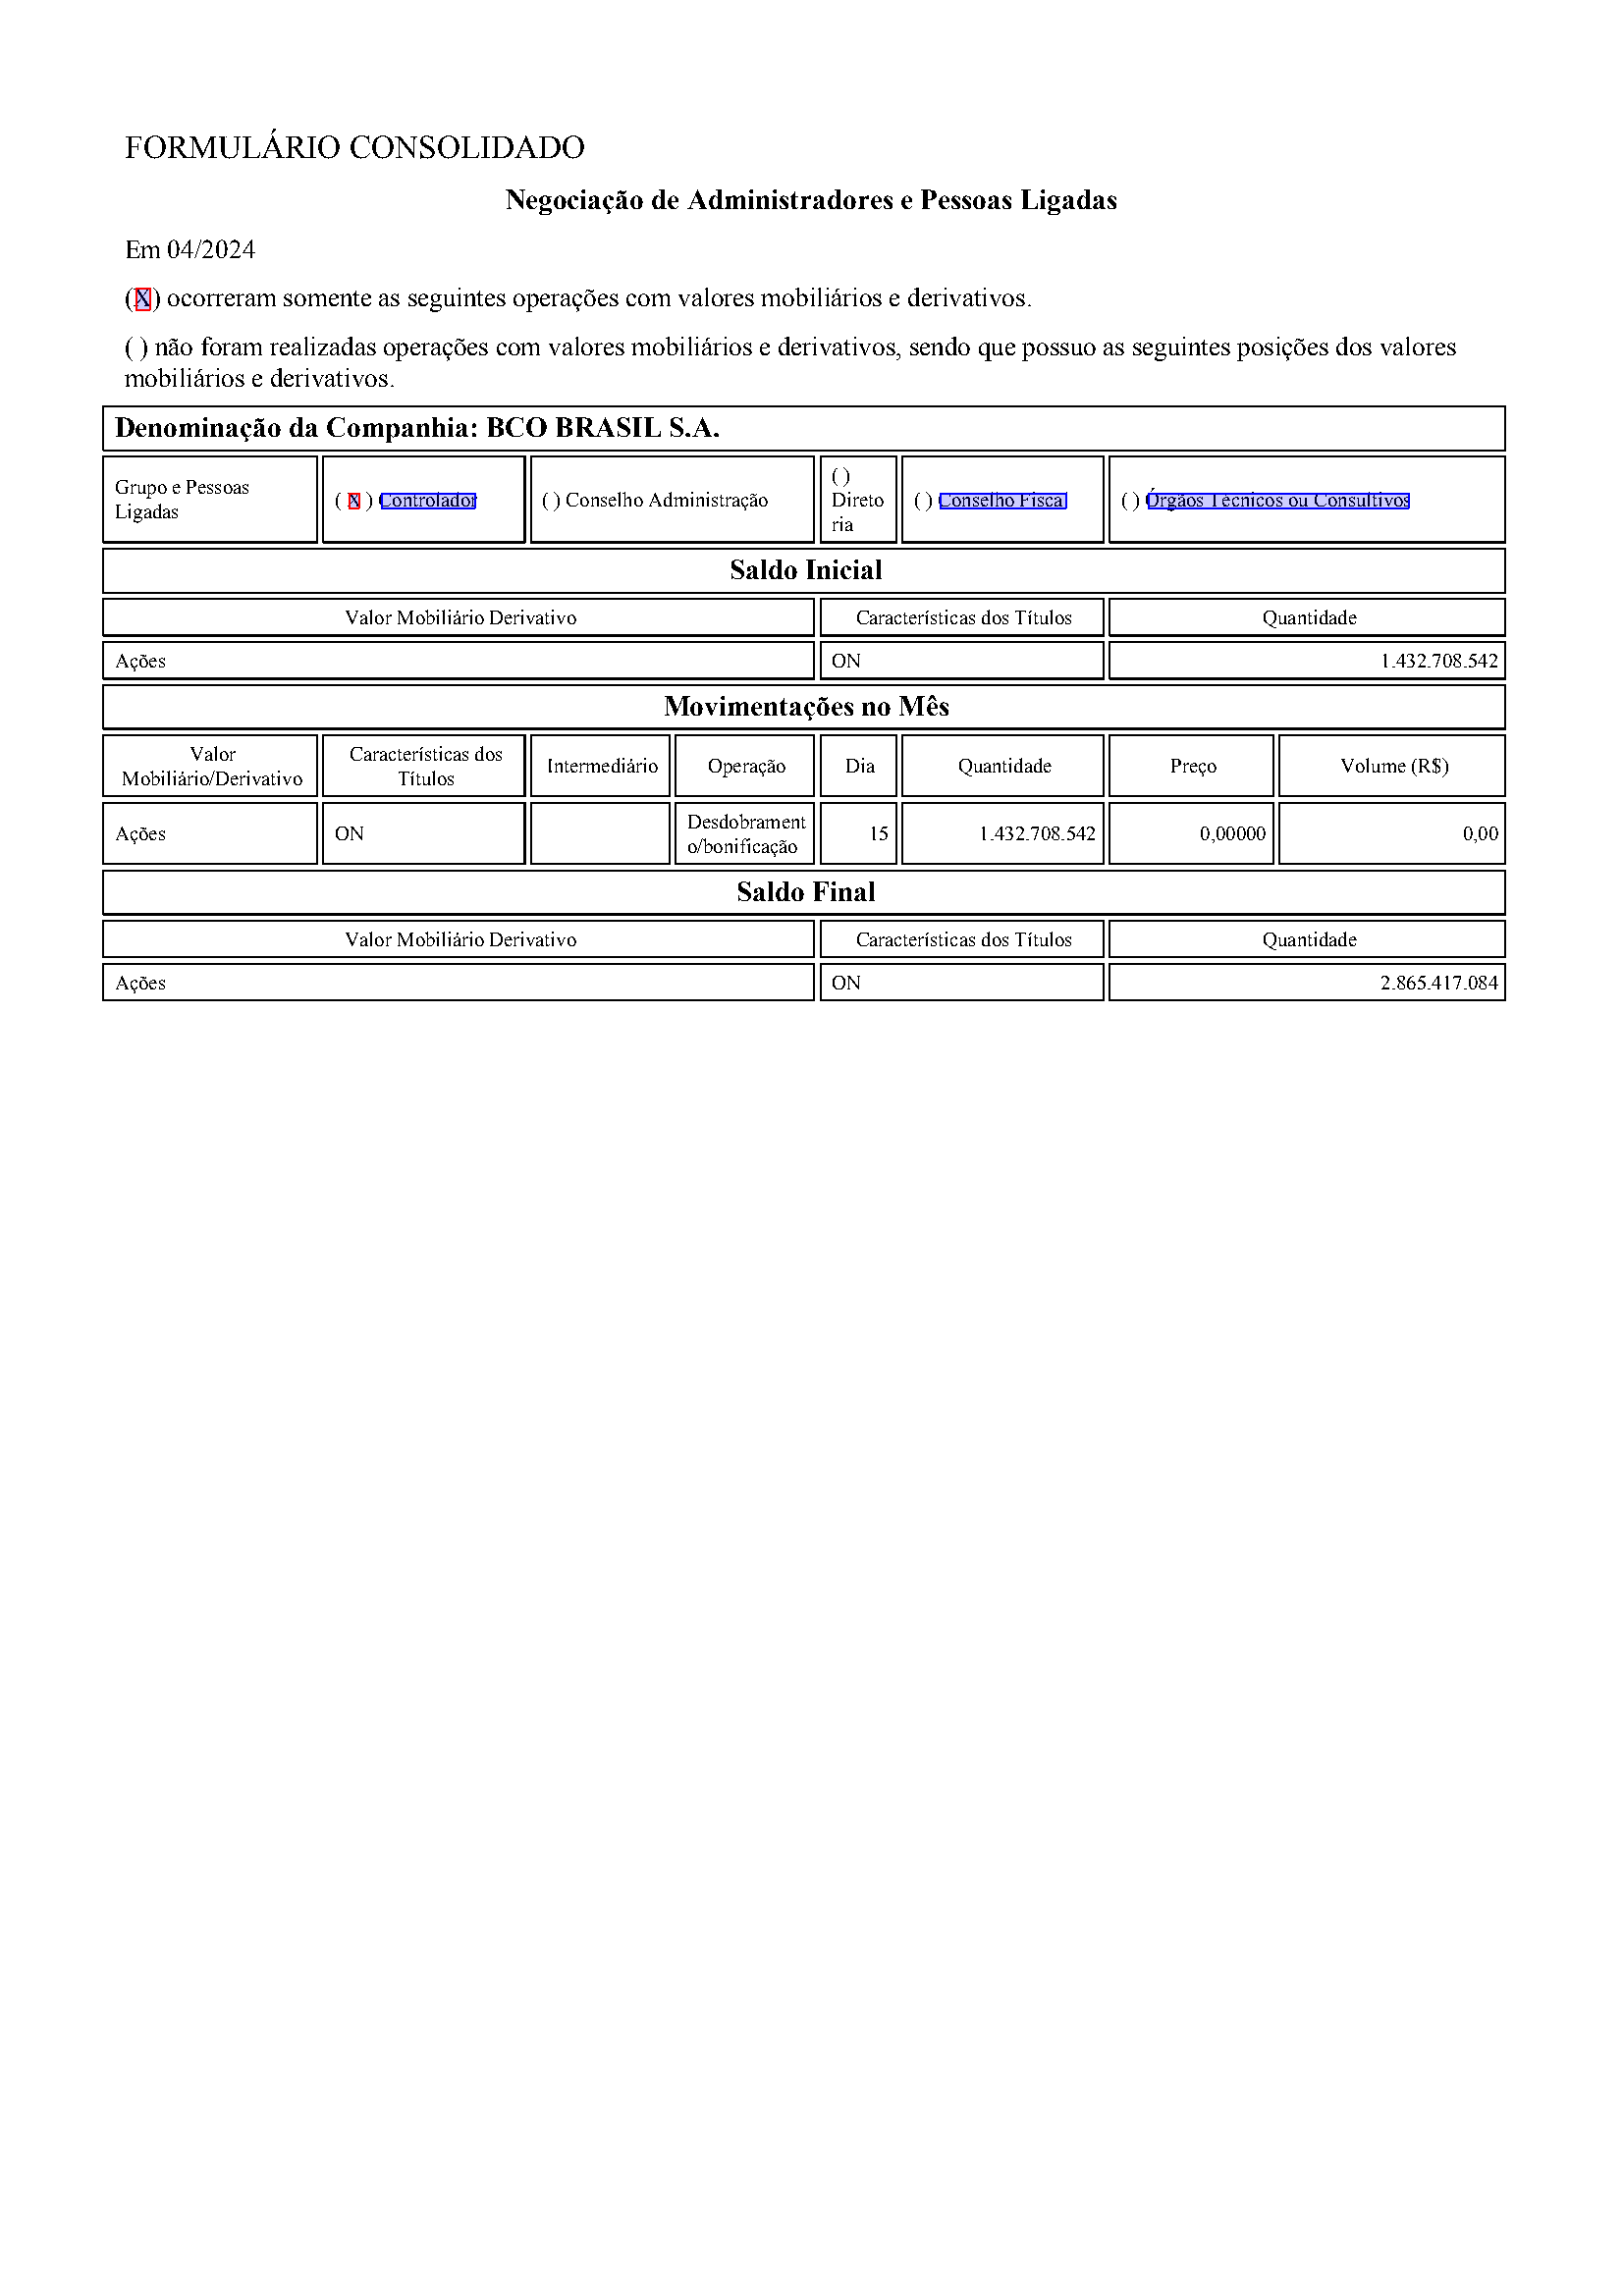 FORMULÁRIO CONSOLIDADO
Negociação de Administradores e Pessoas Ligadas
Em 04/2024
(X) ocorreram somente as seguintes operações com valores mobiliários e derivativos.
( ) não foram realizadas operações com valores mobiliários e derivativos, sendo que possuo as seguintes posições dos valores
mobiliários e derivativos.
Denominação da Companhia: BCO BRASIL S.A.
Grupo e Pessoas
Ligadas
( X ) Controlador
( ) Conselho Administração
( )
Direto
ria
( ) Conselho Fiscal
( ) Órgãos Técnicos ou Consultivos
Saldo Inicial
Valor Mobiliário Derivativo
Características dos Títulos
Quantidade
Ações
ON
1.432.708.542
Movimentações no Mês
Valor
Mobiliário/Derivativo
Características dos
Títulos
Intermediário
Operação
Dia
Quantidade
Preço
Volume (R$)
Ações
ON
Desdobrament
o/bonificação
15
1.432.708.542
0,00000
0,00
Saldo Final
Valor Mobiliário Derivativo
Características dos Títulos
Quantidade
Ações
ON
2.865.417.084